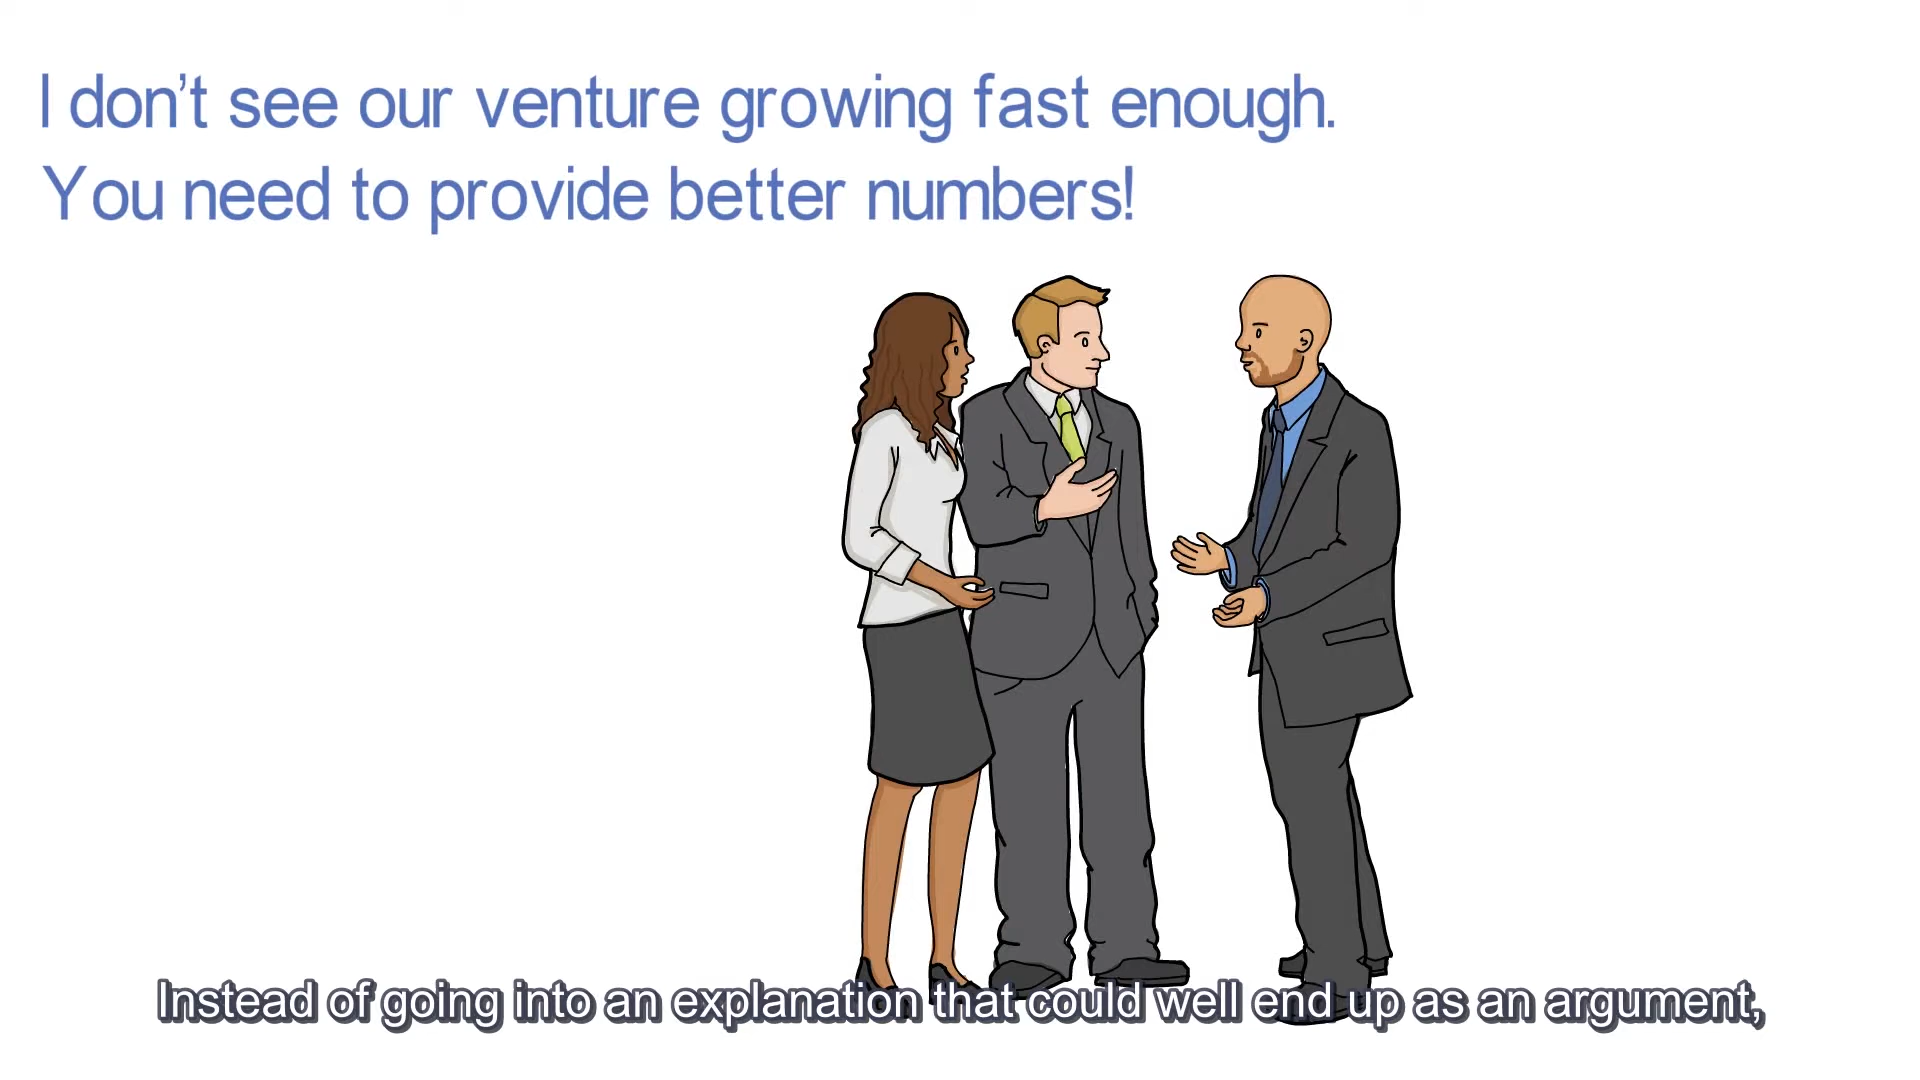 I don’t see our venture growing fast enough.
You need to provide better numbers!
Instead of going into an explanation that could well end up as an argument,